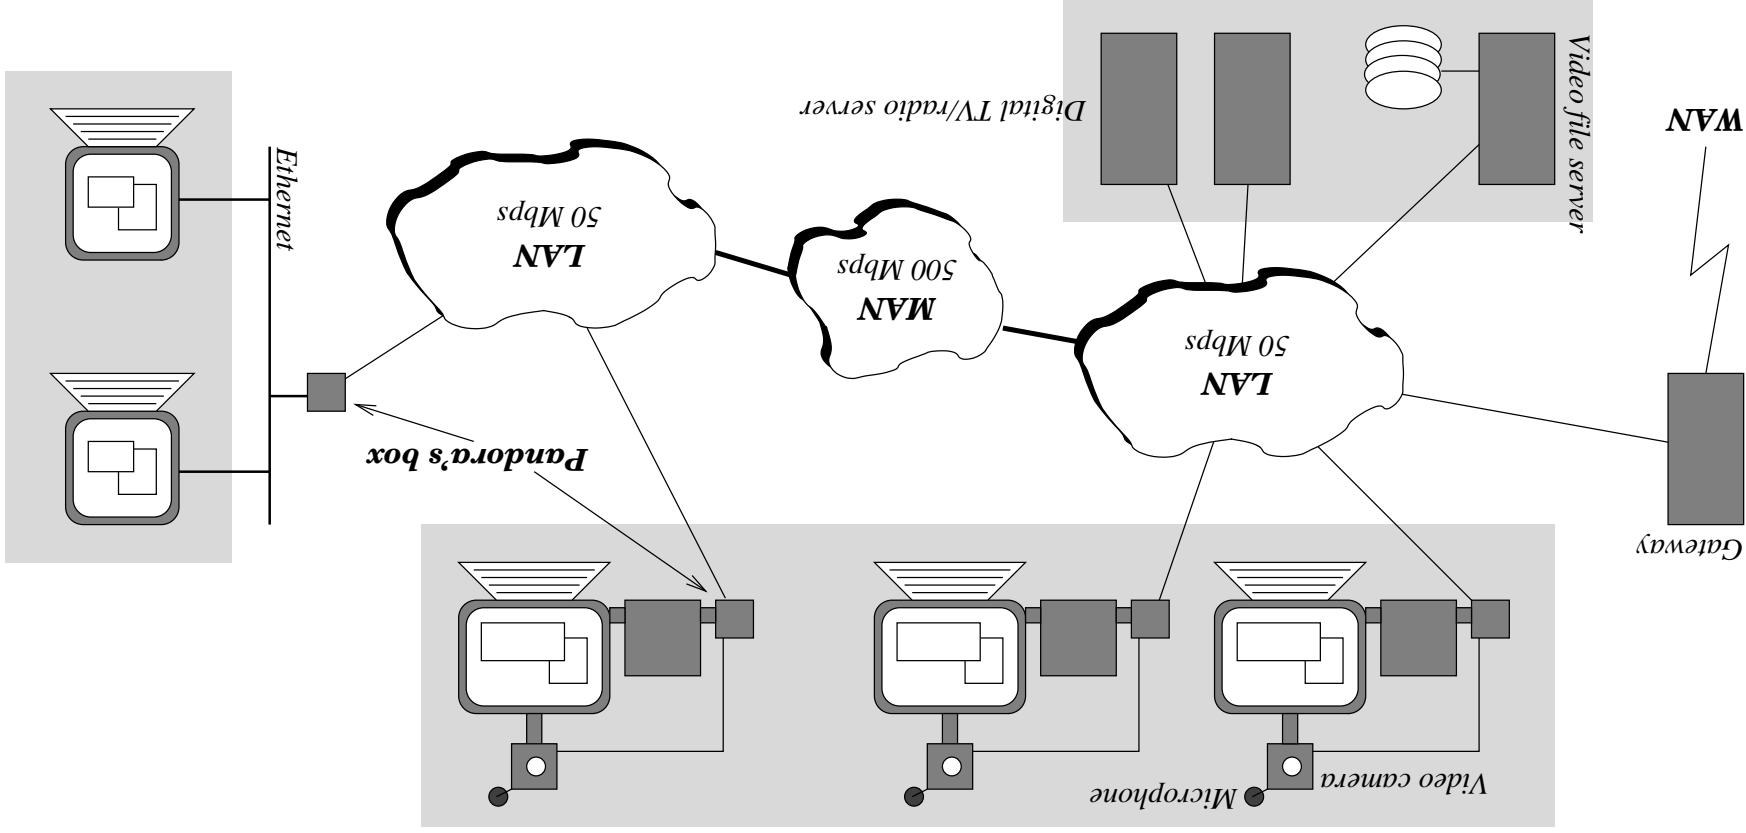 Video camera
Microphone
Gateway
Pandora's box
LAN
50 Mbps
MAN
500 Mbps
LAN
50 Mbps
Ethernet
WAN
Digital TV/radio server
Video file server